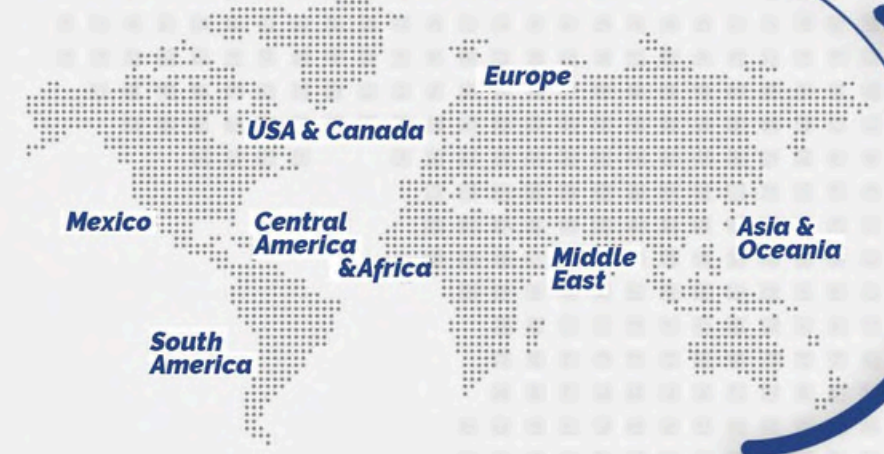 Europe
USA & Canada
Mexico
Central
America
&Africa
Middle
East
Asia &
Oceania
South
America